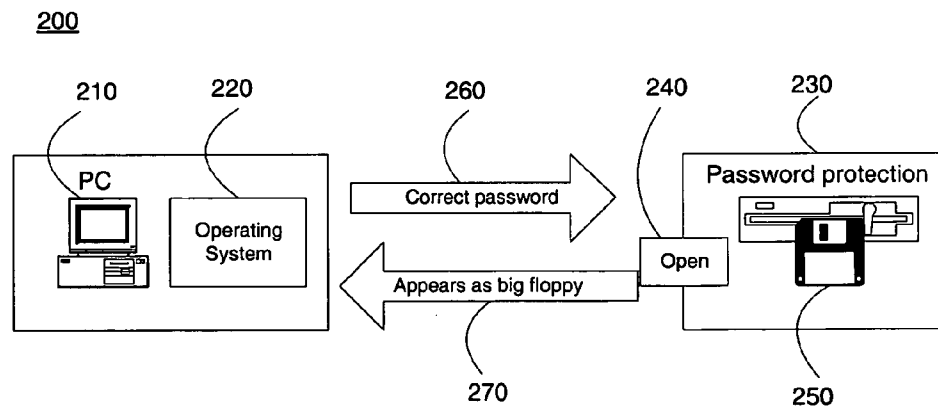 200
210
220
260
240
230
PC
Operating
System
Correct password
Password protection
Open
Appears as big floppy
270
250